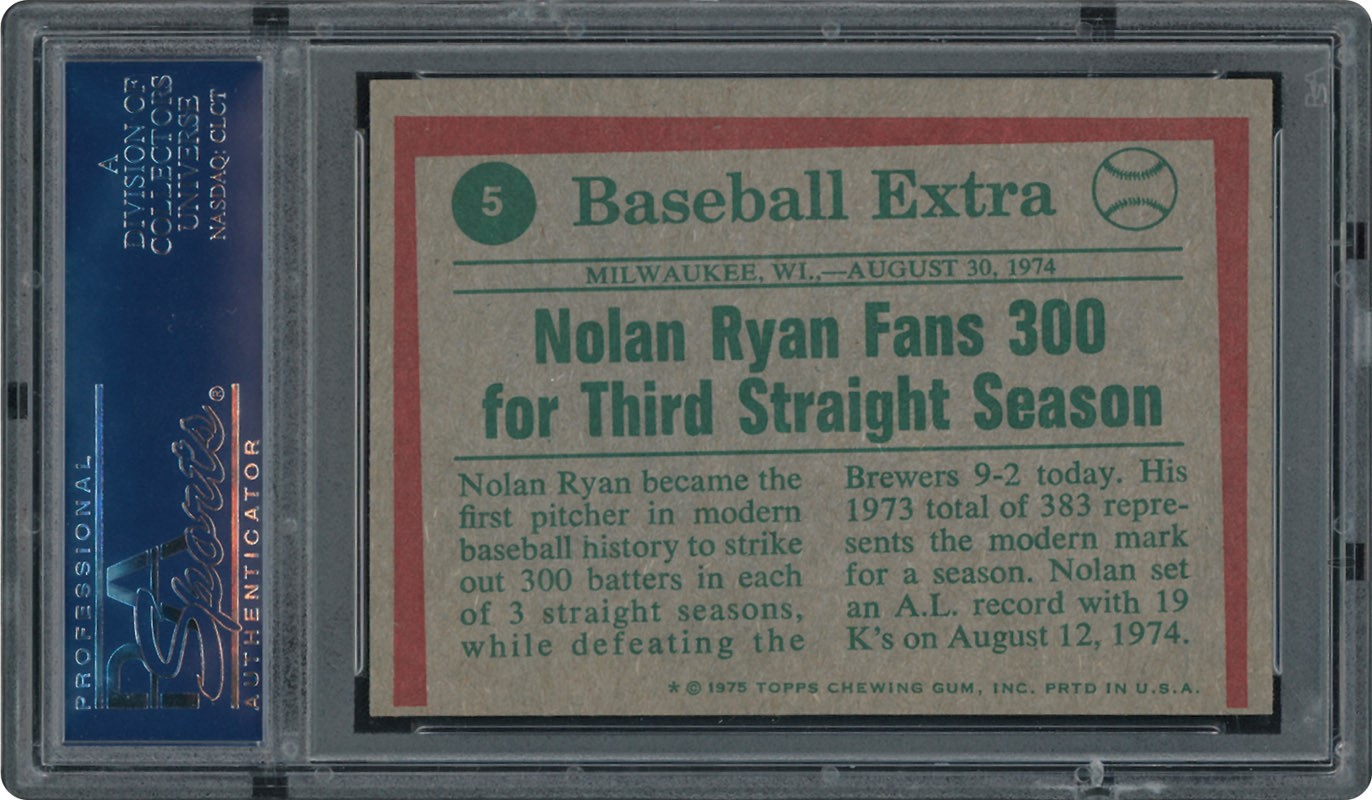 A
DIVISION OF
COLLECTORS
UNIVERSE
NASDAQ: CLCT
PROFESSIONAL
PSA
Sports®
AUTHENTICATOR
5
Baseball Extra
MILWAUKEE, WI.,—AUGUST 30, 1974
Nolan Ryan Fans 300
for Third Straight Season
Nolan Ryan became the
first pitcher in modern
baseball history to strike
out 300 batters in each
of 3 straight seasons,
while defeating the
Brewers 9-2 today. His
1973 total of 383 repre-
sents the modern mark
for a season. Nolan set
an A.L. record with 19
K's on August 12, 1974.
* © 1975 TOPPS CHEWING GUM, INC. PRTD IN U.S.A.
PSA